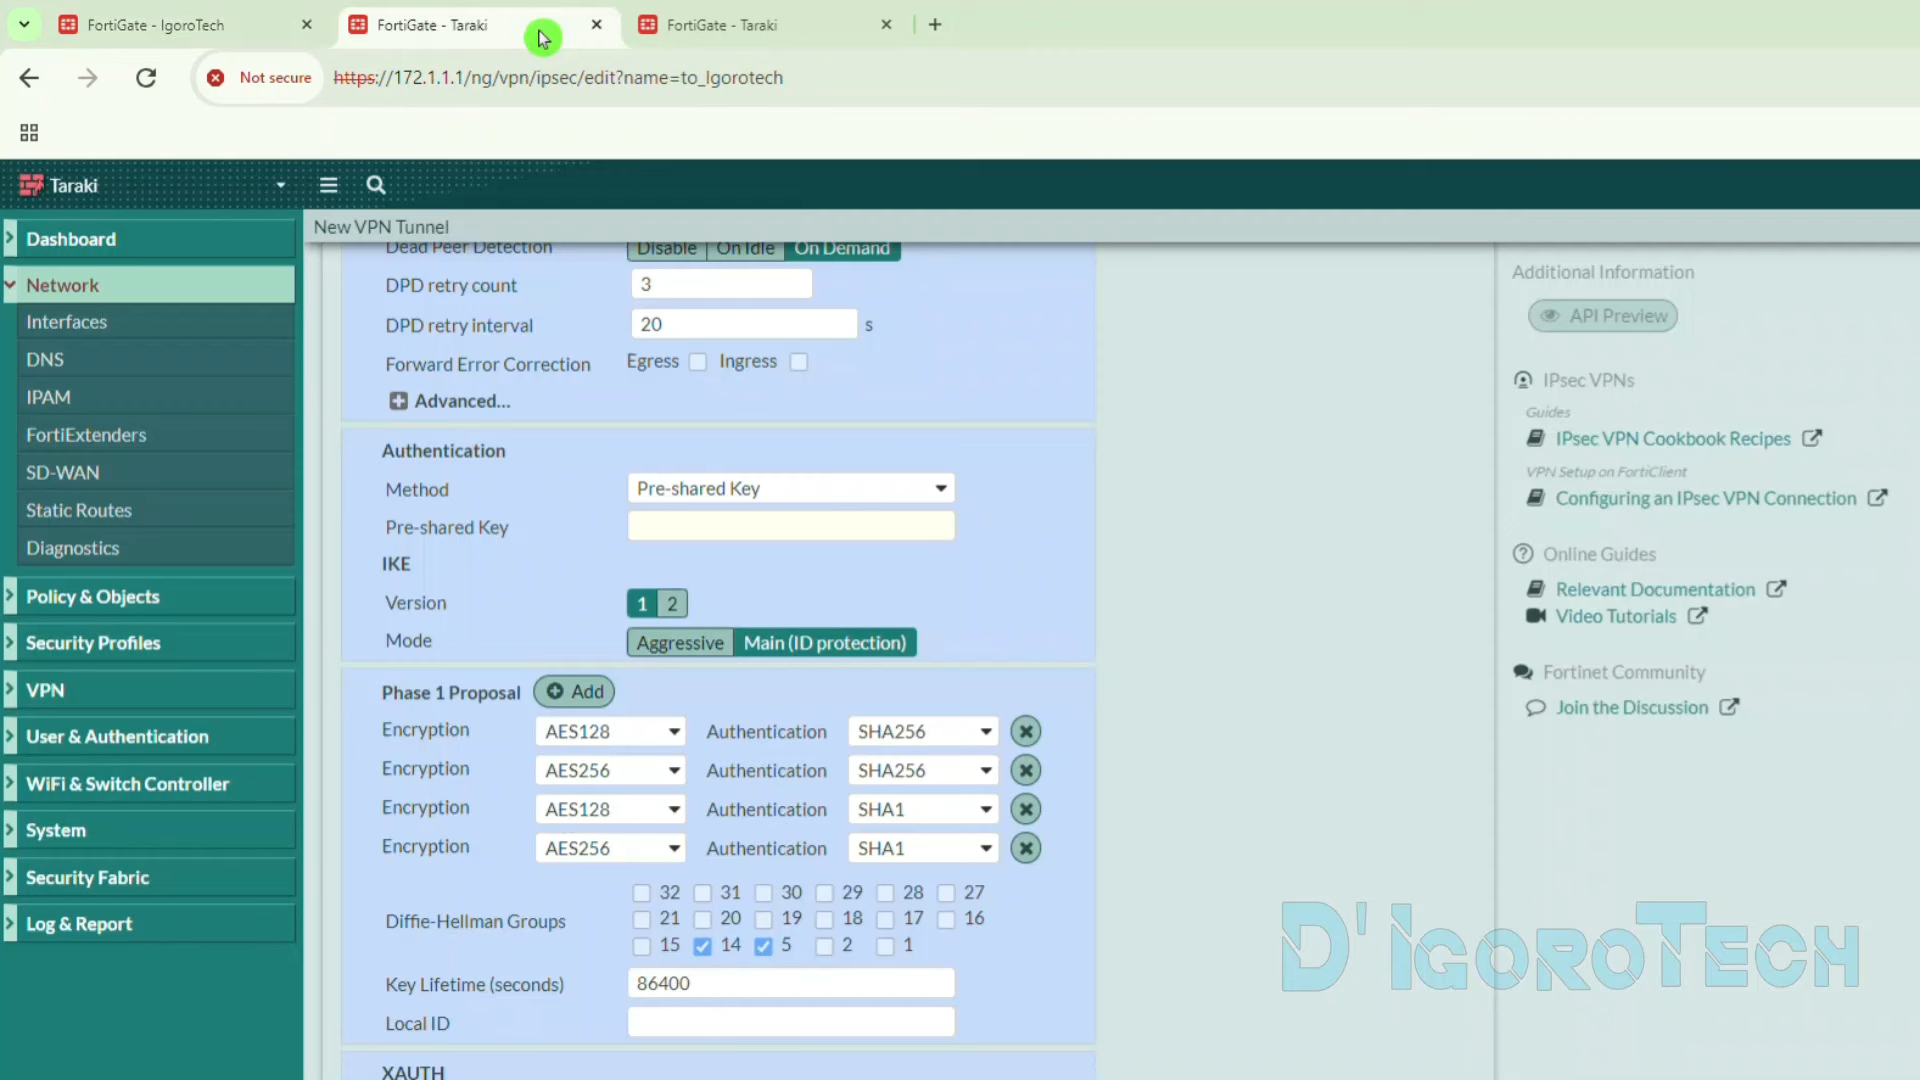 FortiGate - IgoroTech
FortiGate - Taraki
FortiGate - Taraki
Not secure
https://172.1.1.1/ng/vpn/ipsec/edit?name=to_Igorotech
Taraki
Dashboard
Network
Interfaces
DNS
IPAM
FortiExtenders
SD-WAN
Static Routes
Diagnostics
Policy & Objects
Security Profiles
VPN
User & Authentication
WiFi & Switch Controller
System
Security Fabric
Log & Report
New VPN Tunnel
Dead Peer Detection Disable On Idle On Demand
DPD retry count 3
DPD retry interval 20 s
Forward Error Correction Egress Ingress
Advanced...
Authentication
Method Pre-shared Key
Pre-shared Key
IKE
Version 1 2
Mode Aggressive Main (ID protection)
Phase 1 Proposal Add
Encryption AES128 Authentication SHA256
Encryption AES256 Authentication SHA256
Encryption AES128 Authentication SHA1
Encryption AES256 Authentication SHA1
32 31 30 29 28 27
Diffie-Hellman Groups 21 20 19 18 17 16
15 14 5 2 1
Key Lifetime (seconds) 86400
Local ID
XAUTH
Additional Information
API Preview
IPsec VPNs
Guides
IPsec VPN Cookbook Recipes
VPN Setup on FortiClient
Configuring an IPsec VPN Connection
Online Guides
Relevant Documentation
Video Tutorials
Fortinet Community
Join the Discussion
D'IGOROTECH